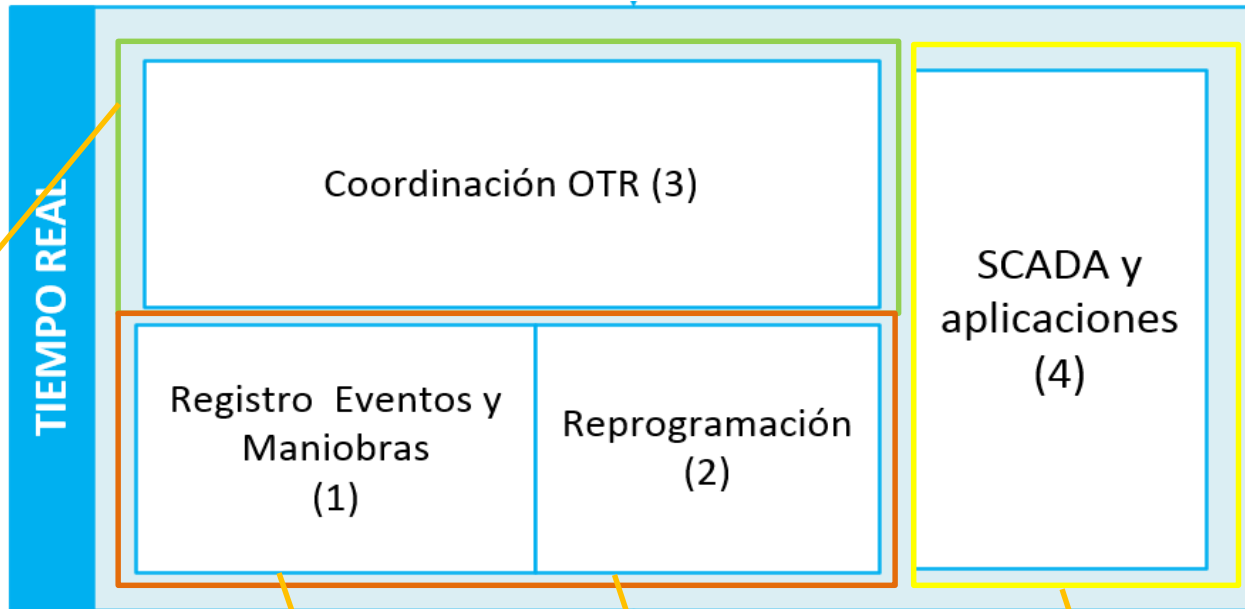 TIEMPO REAL
Coordinación OTR (3)
Registro  Eventos y
Maniobras
(1)
Reprogramación
(2)
SCADA y
aplicaciones
(4)